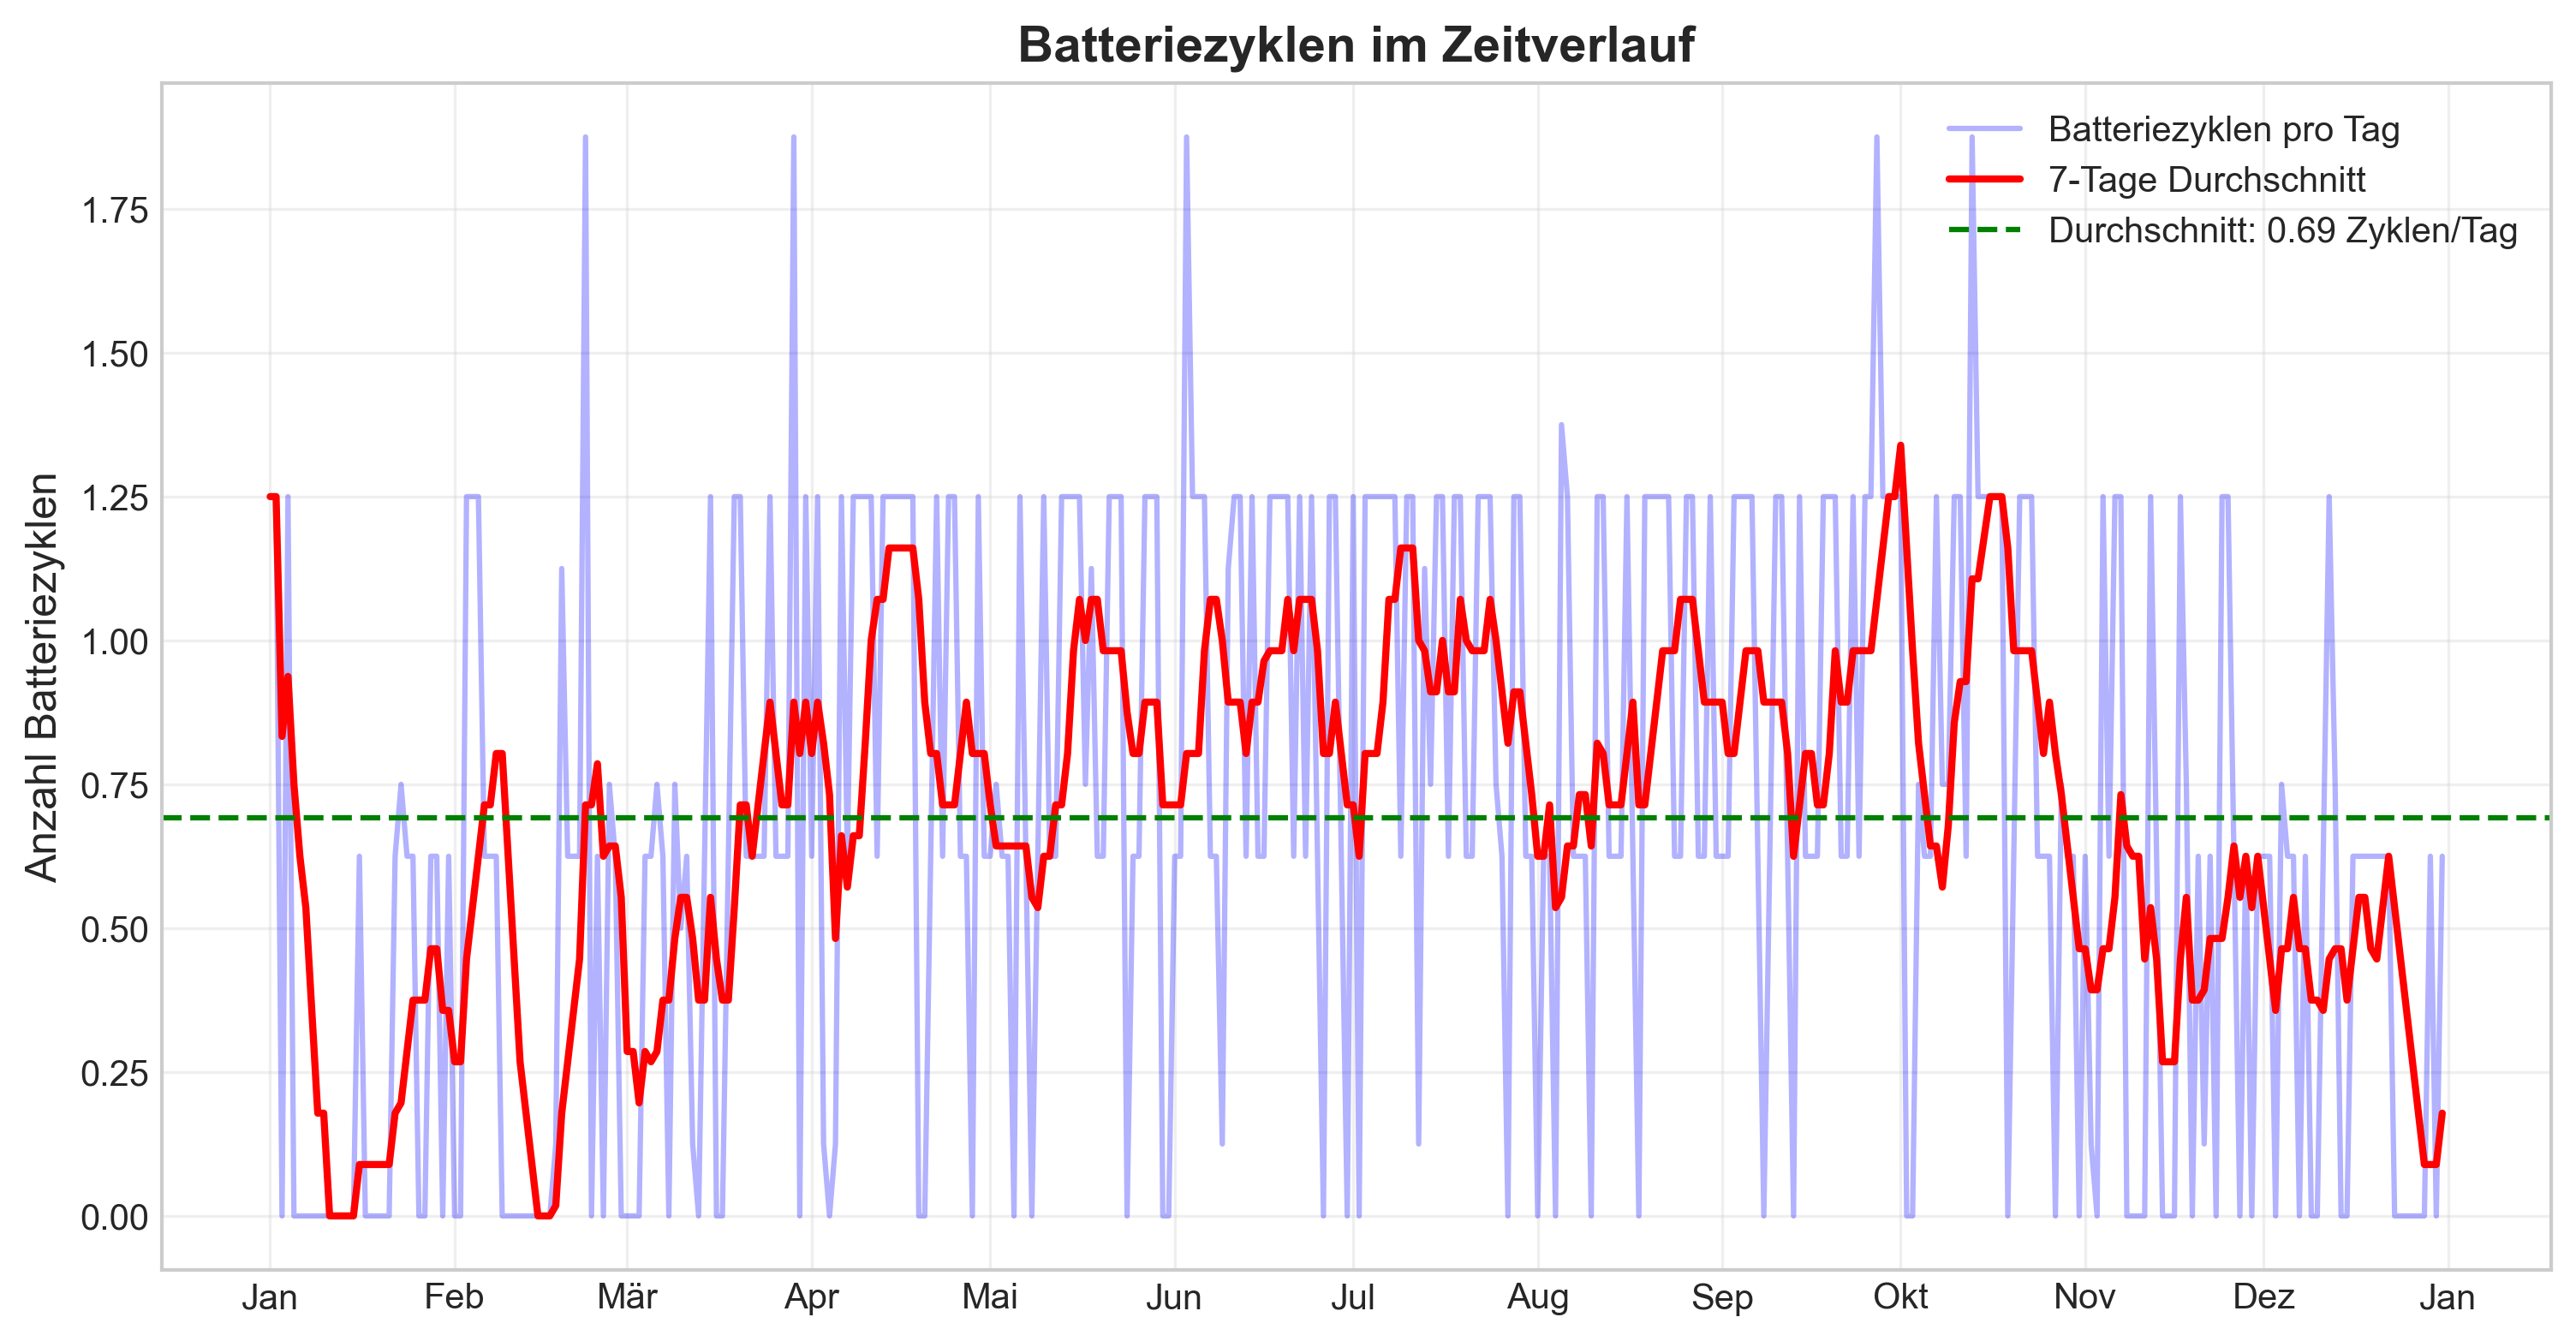 Batteriezyklen im Zeitverlauf
Batteriezyklen pro Tag
7-Tage Durchschnitt
Durchschnitt: 0.69 Zyklen/Tag
Anzahl Batteriezyklen
1.75
1.50
1.25
1.00
0.75
0.50
0.25
0.00
Jan Feb Mär Apr Mai Jun Jul Aug Sep Okt Nov Dez Jan